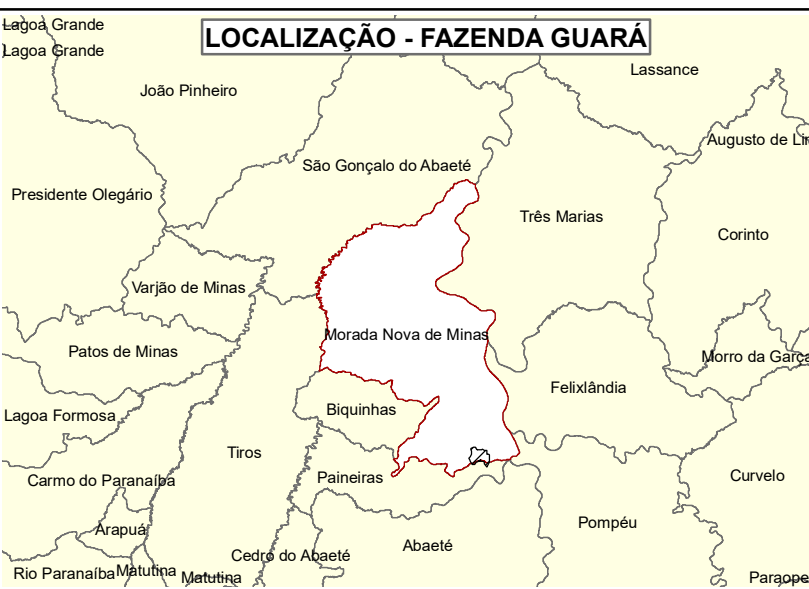 Lagoa Grande
LOCALIZAÇÃO - FAZENDA GUARÁ
Lagoa Grande
Lassance
João Pinheiro
Augusto de Lir
São Gonçalo do Abaeté
Presidente Olegário
Três Marias
Corinto
Varjão de Minas
Morada Nova de Minas
Patos de Minas
Morro da Garça
Felixlândia
Biquinhas
Lagoa Formosa
Tiros
Curvelo
Paineiras
Carmo do Paranaíba
Pompéu
Arapuá
Abaeté
Cedro do Abaeté
Rio Paranaíba
Matutina
Matutina
Paraope